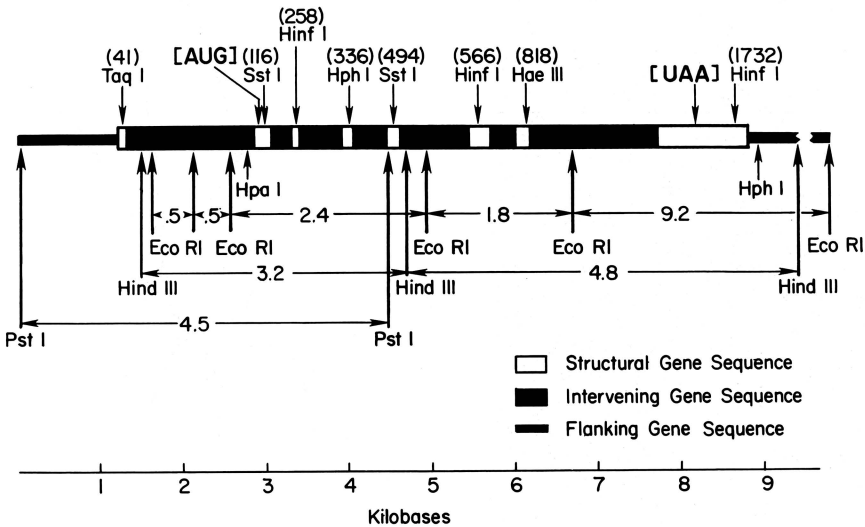 (258)
(41) [AUG] (116) Hinf I (336) (494) (566) (818) [UAA] (1732)
Taq I Sst I Hph I Sst I Hinf I Hae III Hinf I
Hpa I Hph I
.5 .5 2.4 1.8 9.2
Eco RI Eco RI Eco RI Eco RI Eco RI
3.2 4.8
Hind III Hind III Hind III
4.5
Pst I Pst I
Structural Gene Sequence
Intervening Gene Sequence
Flanking Gene Sequence
1 2 3 4 5 6 7 8 9
Kilobases